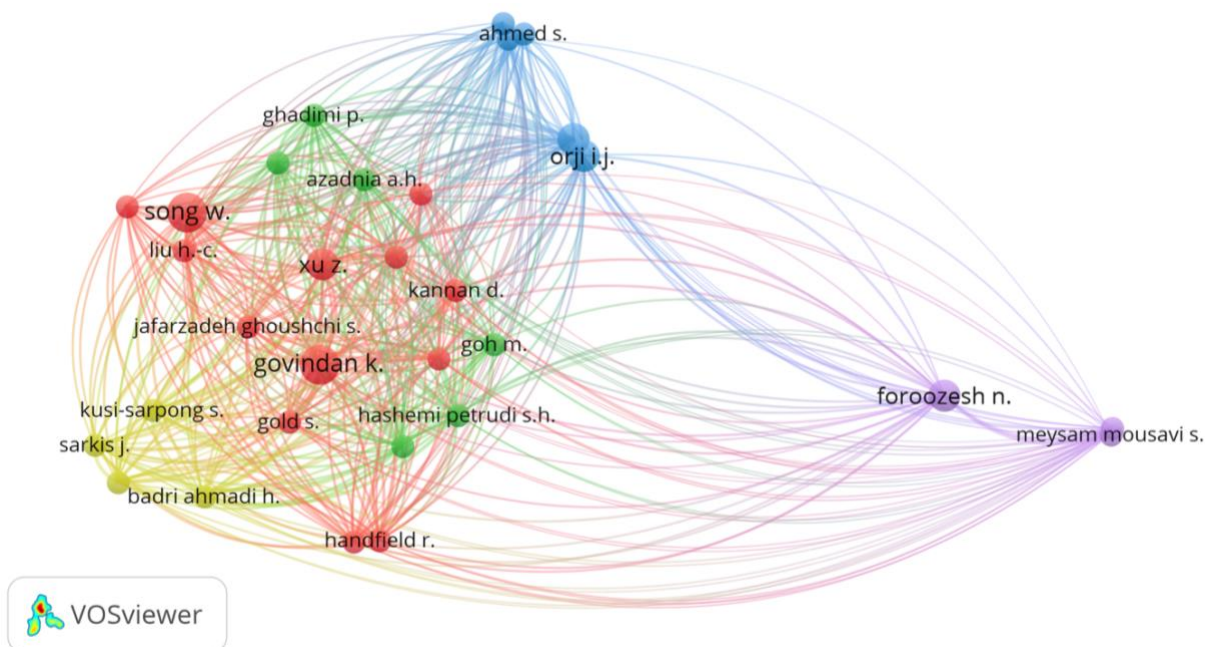 ahmed s.
ghadimi p.
orji i.j.
azadnia a.h.
song w.
liu h.-c.
xu z.
kannan d.
jafarzadeh ghoushchi s.
goh m.
govindan k.
foroozesh n.
kusi-sarpong s.
hashemi petrudi s.h.
gold s.
meysam mousavi s.
sarkis j.
badri ahmadi h.
handfield r.
VOSviewer